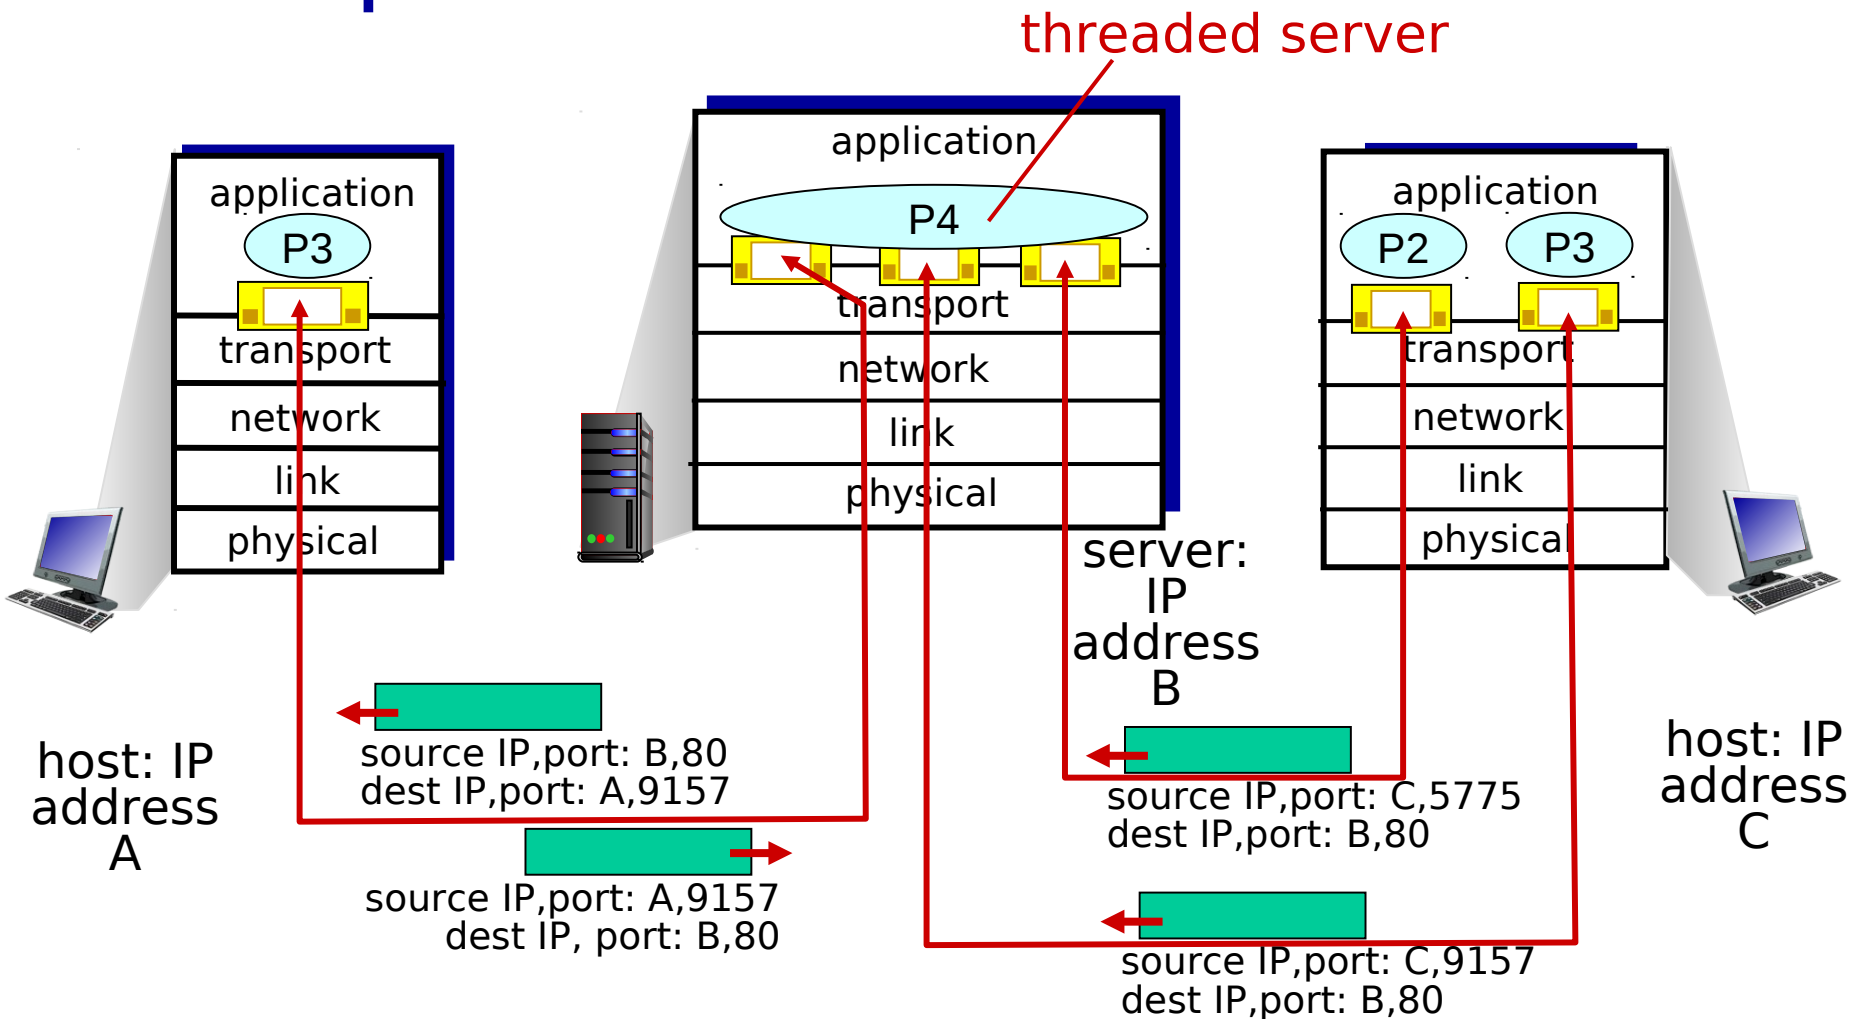 threaded server
application
P3
transport
network
link
physical
application
P4
transport
network
link
physical
application
P2
P3
transport
network
link
physical
server:
IP
address
B
host: IP
address
A
source IP,port: B,80
dest IP,port: A,9157
source IP,port: A,9157
dest IP, port: B,80
source IP,port: C,5775
dest IP,port: B,80
source IP,port: C,9157
dest IP,port: B,80
host: IP
address
C